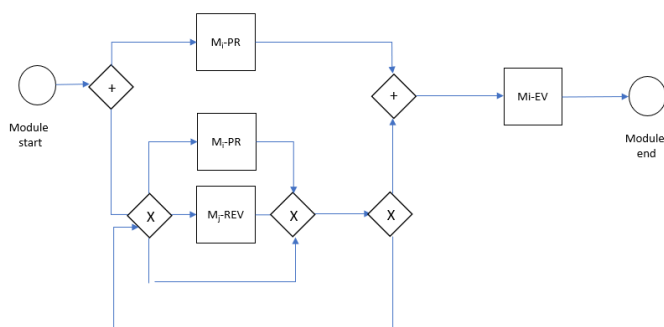 Mᵢ-PR
+
+
Mi-EV
Module
start
Module
end
Mᵢ-PR
X
Mⱼ-REV
X
X